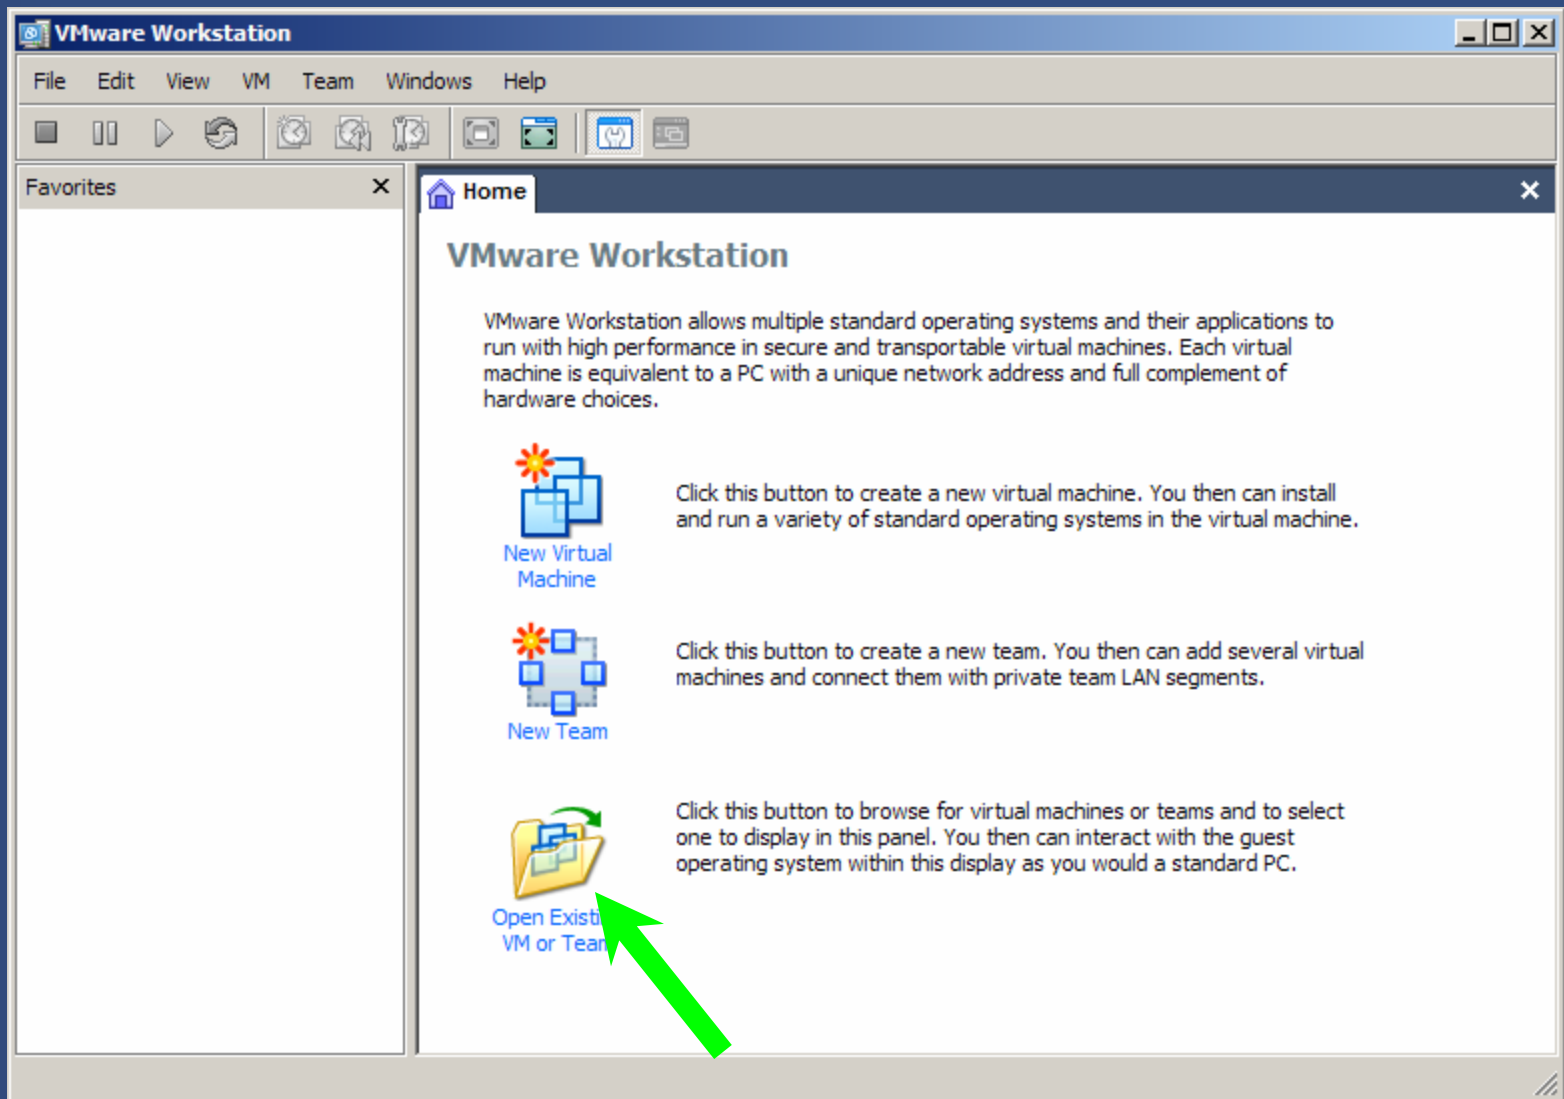 VMware Workstation
File Edit View VM Team Windows Help
Favorites
Home
VMware Workstation
VMware Workstation allows multiple standard operating systems and their applications to
run with high performance in secure and transportable virtual machines. Each virtual
machine is equivalent to a PC with a unique network address and full complement of
hardware choices.
New Virtual
Machine
Click this button to create a new virtual machine. You then can install
and run a variety of standard operating systems in the virtual machine.
New Team
Click this button to create a new team. You then can add several virtual
machines and connect them with private team LAN segments.
Open
VM or Team
Click this button to browse for virtual machines or teams and to select
one to display in this panel. You then can interact with the guest
operating system within this display as you would a standard PC.